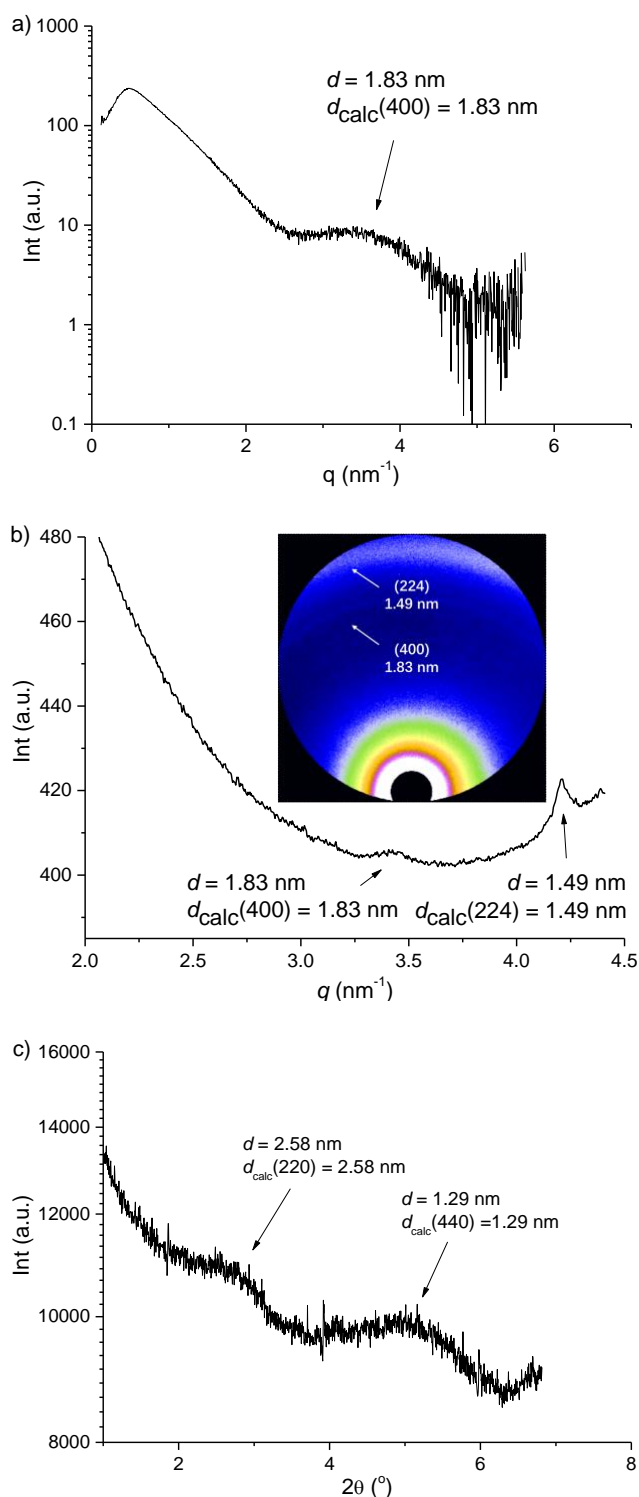 a)
1000
100
10
1
0.1
Int (a.u.)
d = 1.83 nm
dcalc(400) = 1.83 nm
0 2 4 6
q (nm-1)
b)
480
460
440
420
400
Int (a.u.)
(224)
1.49 nm
(400)
1.83 nm
d = 1.83 nm
dcalc(400) = 1.83 nm
d = 1.49 nm
dcalc(224) = 1.49 nm
2.0 2.5 3.0 3.5 4.0 4.5
q (nm-1)
c)
16000
14000
12000
10000
8000
Int (a.u.)
d = 2.58 nm
dcalc(220) = 2.58 nm
d = 1.29 nm
dcalc(440) =1.29 nm
2 4 6 8
2θ (o)